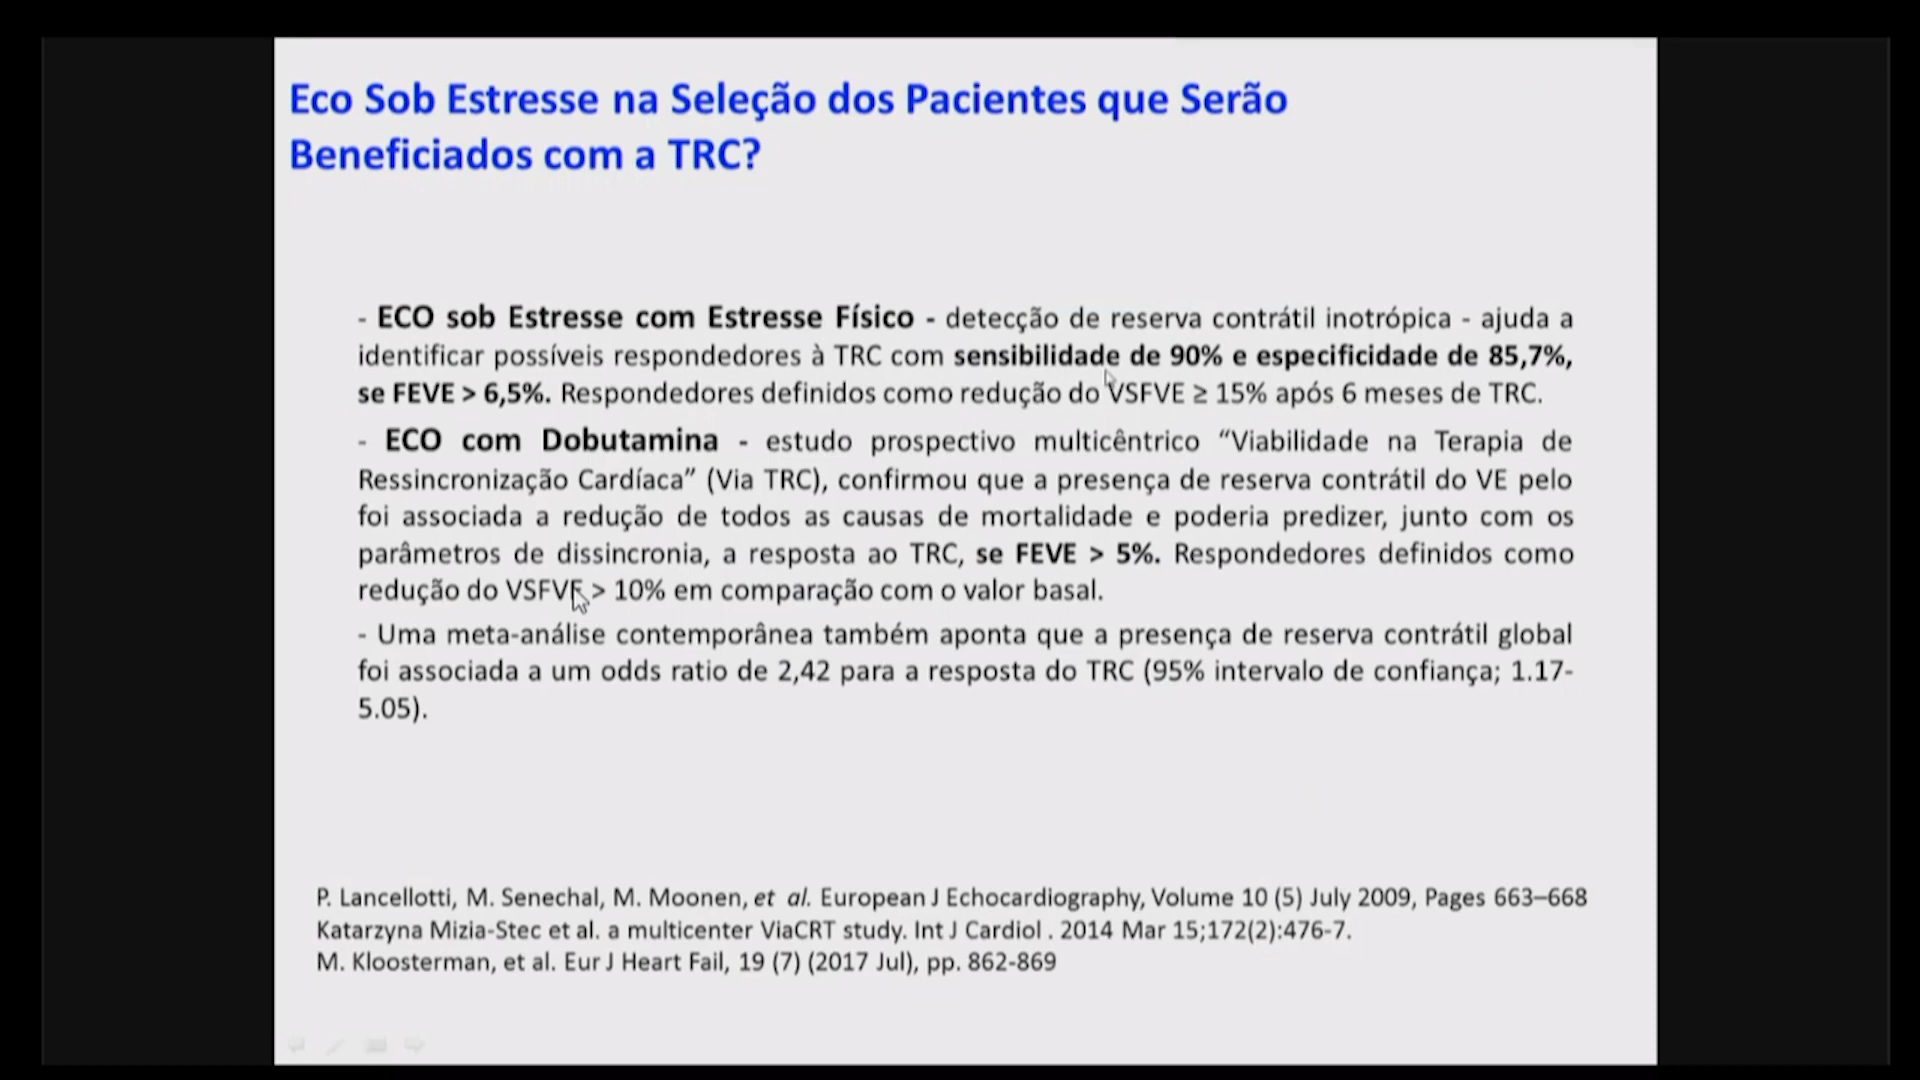 Eco Sob Estresse na Seleção dos Pacientes que Serão
Beneficiados com a TRC?
- ECO sob Estresse com Estresse Físico - detecção de reserva contrátil inotrópica - ajuda a
identificar possíveis respondedores à TRC com sensibilidade de 90% e especificidade de 85,7%,
se FEVE > 6,5%. Respondedores definidos como redução do VSFVE ≥ 15% após 6 meses de TRC.
- ECO com Dobutamina - estudo prospectivo multicêntrico “Viabilidade na Terapia de
Ressincronização Cardíaca” (Via TRC), confirmou que a presença de reserva contrátil do VE pelo
foi associada a redução de todos as causas de mortalidade e poderia predizer, junto com os
parâmetros de dissincronia, a resposta ao TRC, se FEVE > 5%. Respondedores definidos como
redução do VSFVE > 10% em comparação com o valor basal.
- Uma meta-análise contemporânea também aponta que a presença de reserva contrátil global
foi associada a um odds ratio de 2,42 para a resposta do TRC (95% intervalo de confiança; 1.17-
5.05).
P. Lancellotti, M. Senechal, M. Moonen, et al. European J Echocardiography, Volume 10 (5) July 2009, Pages 663–668
Katarzyna Mizia-Stec et al. a multicenter ViaCRT study. Int J Cardiol . 2014 Mar 15;172(2):476-7.
M. Kloosterman, et al. Eur J Heart Fail, 19 (7) (2017 Jul), pp. 862-869